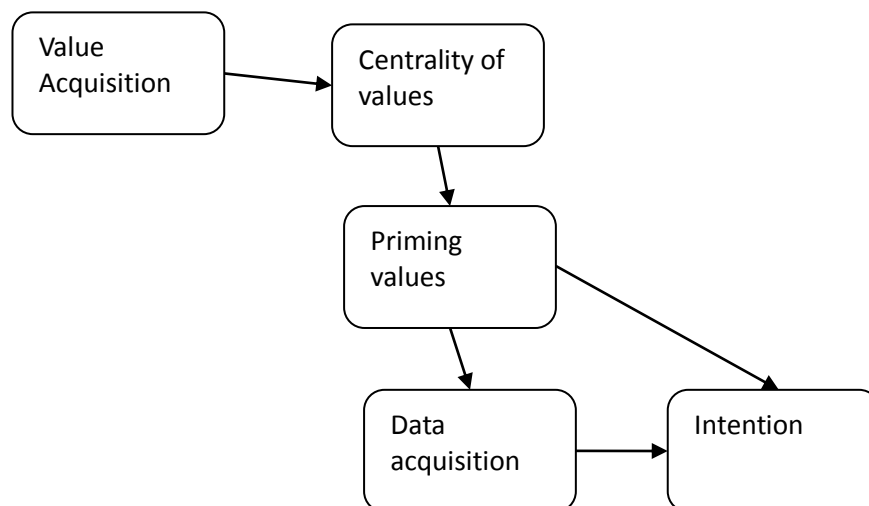 Value
Acquisition
Centrality of
values
Priming
values
Data
acquisition
Intention